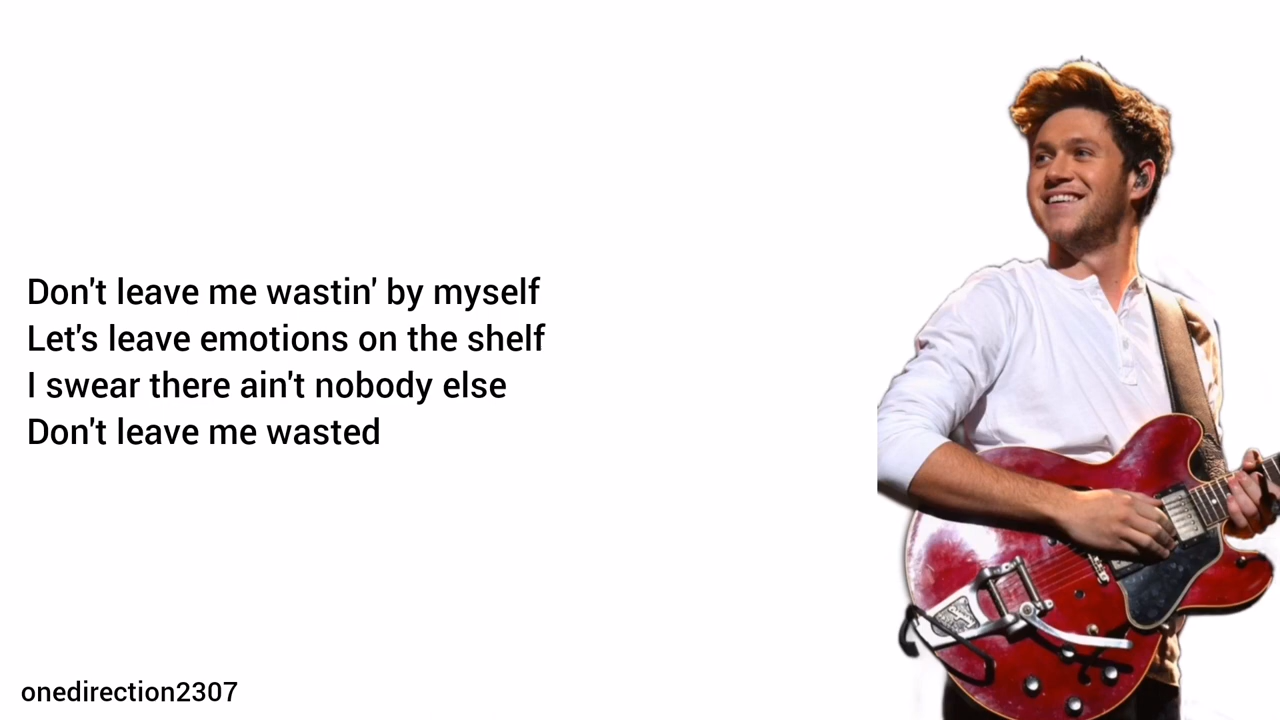 Don't leave me wastin' by myself
Let's leave emotions on the shelf
I swear there ain't nobody else
Don't leave me wasted
onedirection2307